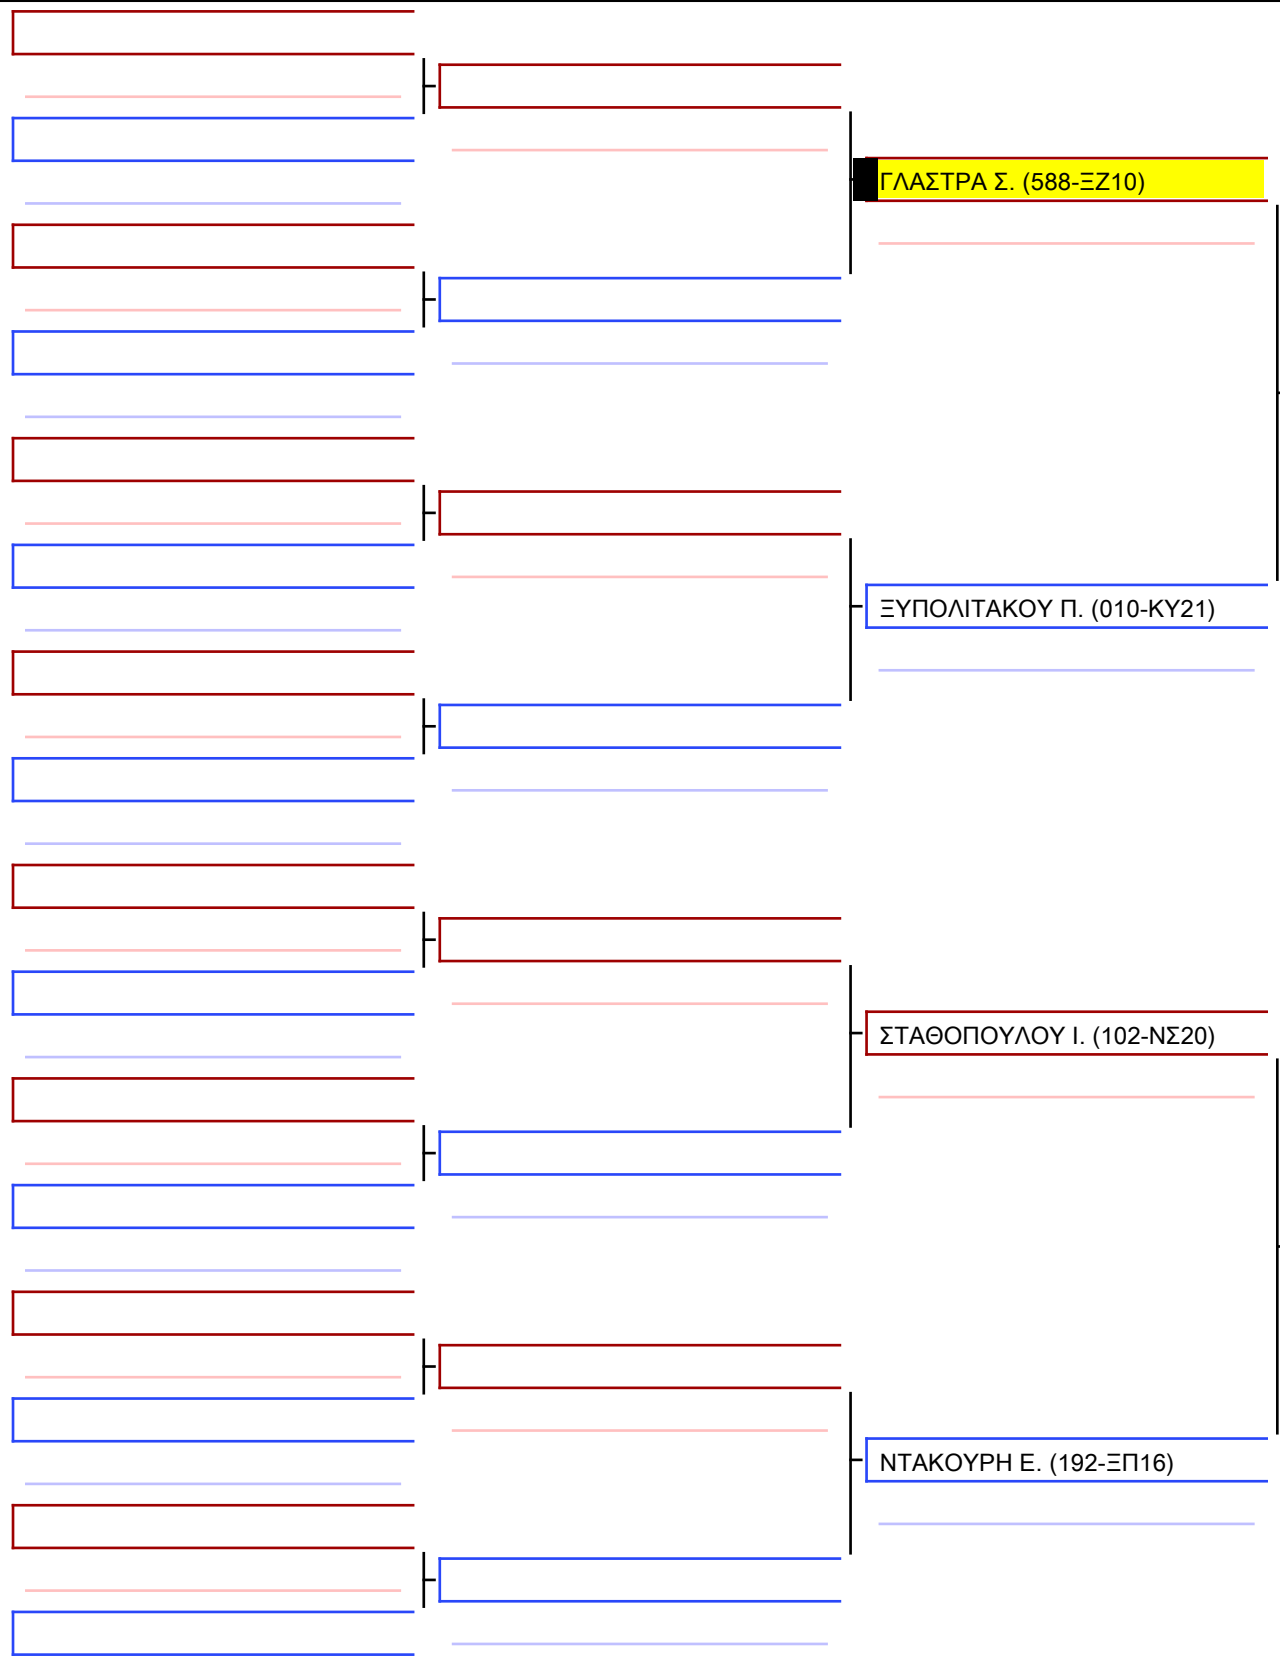 ΓΛΑΣΤΡΑ Σ. (588-ΞΖ10)
ΞΥΠΟΛΙΤΑΚΟΥ Π. (010-ΚΥ21)
ΣΤΑΘΟΠΟΥΛΟΥ Ι. (102-ΝΣ20)
ΝΤΑΚΟΥΡΗ Ε. (192-ΞΠ16)